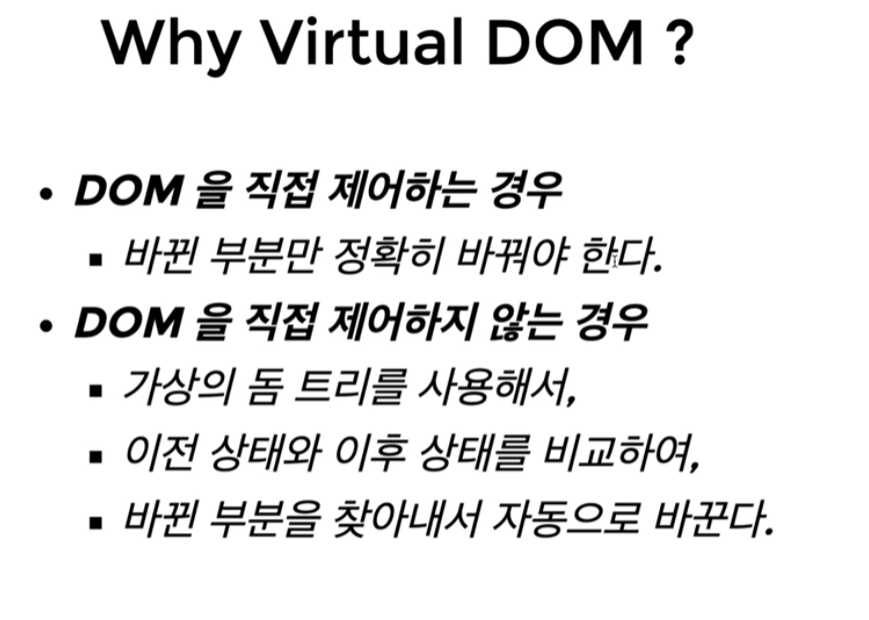 Why Virtual DOM ?
• DOM 을 직접 제어하는 경우
▪ 바뀐 부분만 정확히 바꿔야 한다.
• DOM 을 직접 제어하지 않는 경우
▪ 가상의 돔 트리를 사용해서,
▪ 이전 상태와 이후 상태를 비교하여,
▪ 바뀐 부분을 찾아내서 자동으로 바꾼다.